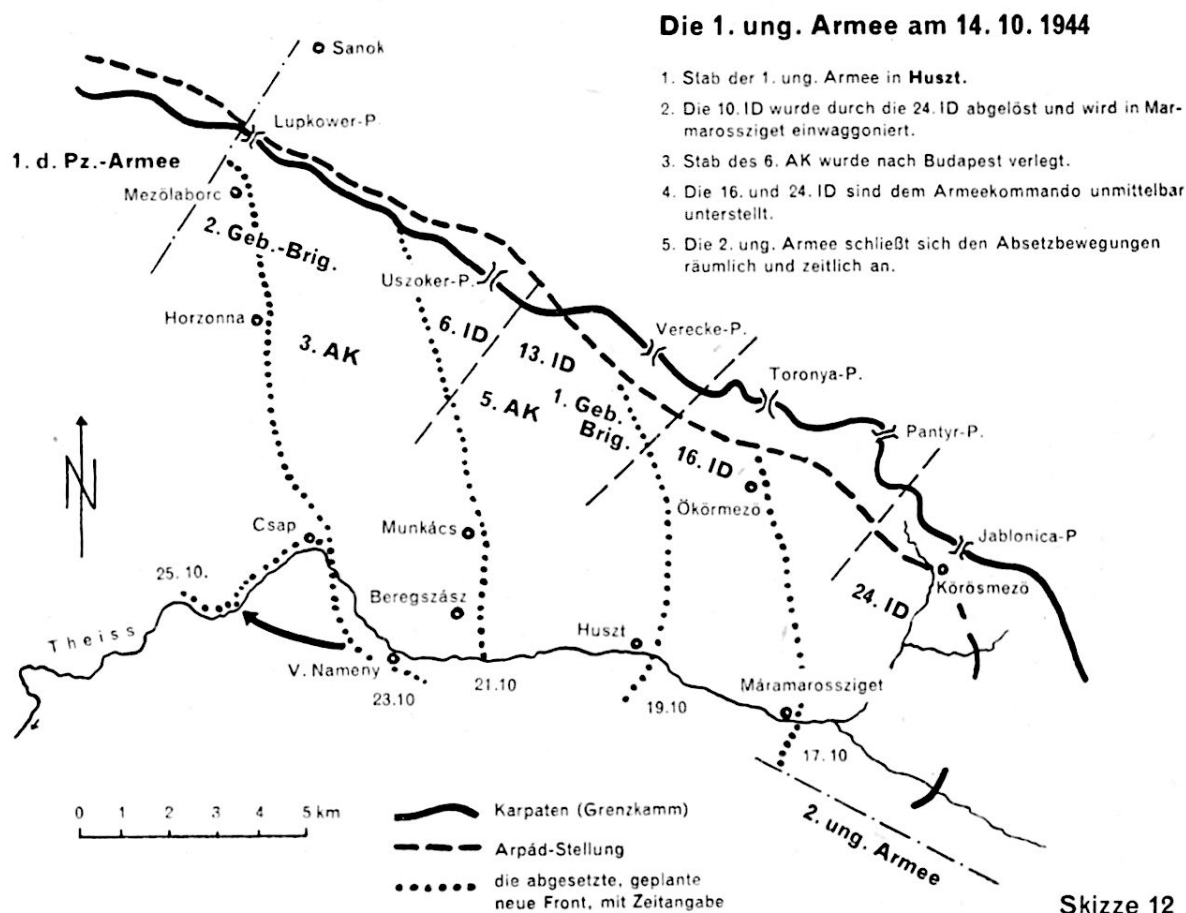 Die 1. ung. Armee am 14. 10. 1944
1. Stab der 1. ung. Armee in Huszt.
2. Die 10. ID wurde durch die 24. ID abgelöst und wird in Mar-
marossziget einwaggoniert.
3. Stab des 6. AK wurde nach Budapest verlegt.
4. Die 16. und 24. ID sind dem Armeekommando unmittelbar
unterstellt.
5. Die 2. ung. Armee schließt sich den Absetzbewegungen
räumlich und zeitlich an.
Sanok
Lupkower-P.
1. d. Pz.-Armee
Mezölaborc
2. Geb.-Brig.
Uszoker-P.
Horzonna
3. AK
6. ID
13. ID
Verecke-P.
Toronya-P.
5. AK
1. Geb.
Brig.
Pantyr-P.
16. ID
Ökörmező
N
Csap
Munkács
Jablonica-P
Körösmező
25. 10.
Beregszász
24. ID
Theiss
Huszt
V. Nameny
23.10
21.10
19.10
Máramarossziget
17. 10
2. ung. Armee
0 1 2 3 4 5 km
Karpaten (Grenzkamm)
Arpád-Stellung
die abgesetzte, geplante
neue Front, mit Zeitangabe
Skizze 12